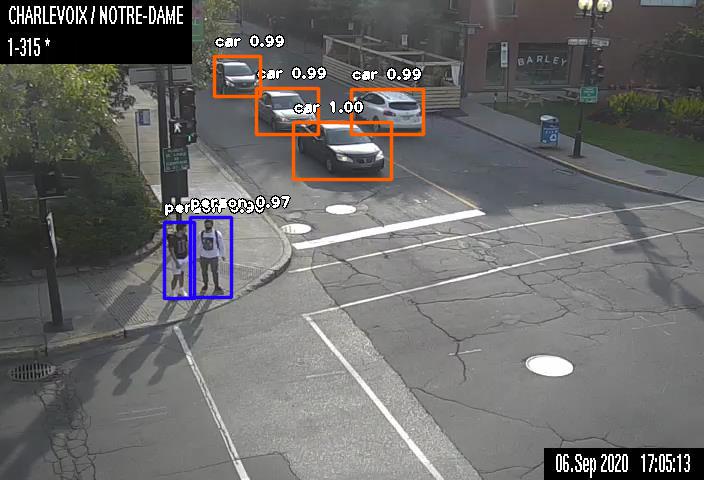 CHARLEVOIX / NOTRE-DAME
1-315 *
car 0.99
car 0.99
car 0.99
car 1.00
BARLEY
person 0.97
06.Sep 2020 17:05:13